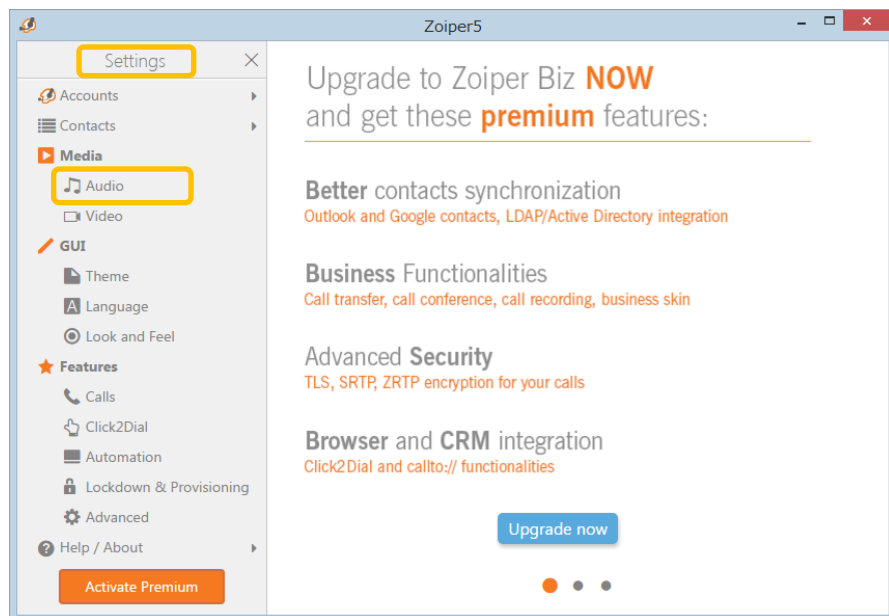 Zoiper5
Settings
Accounts
Contacts
Media
Audio
Video
GUI
Theme
A Language
Look and Feel
Features
Calls
Click2Dial
Automation
Lockdown & Provisioning
Advanced
Help / About
Activate Premium
Upgrade to Zoiper Biz NOW
and get these premium features:
Better contacts synchronization
Outlook and Google contacts, LDAP/Active Directory integration
Business Functionalities
Call transfer, call conference, call recording, business skin
Advanced Security
TLS, SRTP, ZRTP encryption for your calls
Browser and CRM integration
Click2Dial and callto:// functionalities
Upgrade now